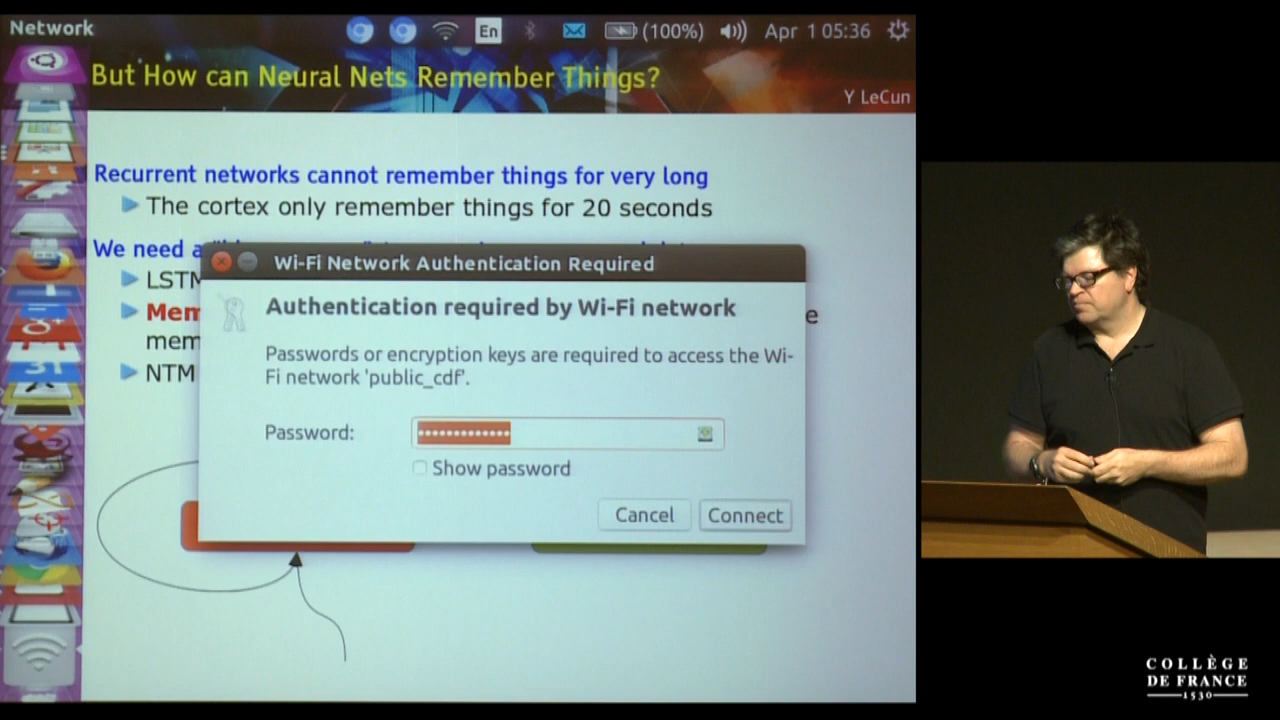 Network
En
(100%)
Apr 1 05:36
But How can Neural Nets Remember Things?
Y LeCun
Recurrent networks cannot remember things for very long
The cortex only remember things for 20 seconds
We need a
LSTM
Mem
e
mem
NTM
Wi-Fi Network Authentication Required
Authentication required by Wi-Fi network
Passwords or encryption keys are required to access the Wi-
Fi network 'public_cdf'.
Password:
Show password
Cancel
Connect
31
COLLÈGE
DE FRANCE
1530